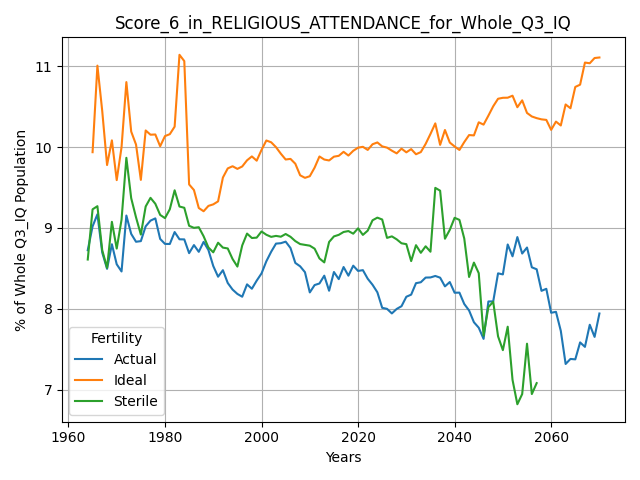 Score_6_in_RELIGIOUS_ATTENDANCE_for_Whole_Q3_IQ
% of Whole Q3_IQ Population
11
10
9
8
7
Fertility
Actual
Ideal
Sterile
1960
1980
2000
2020
2040
2060
Years